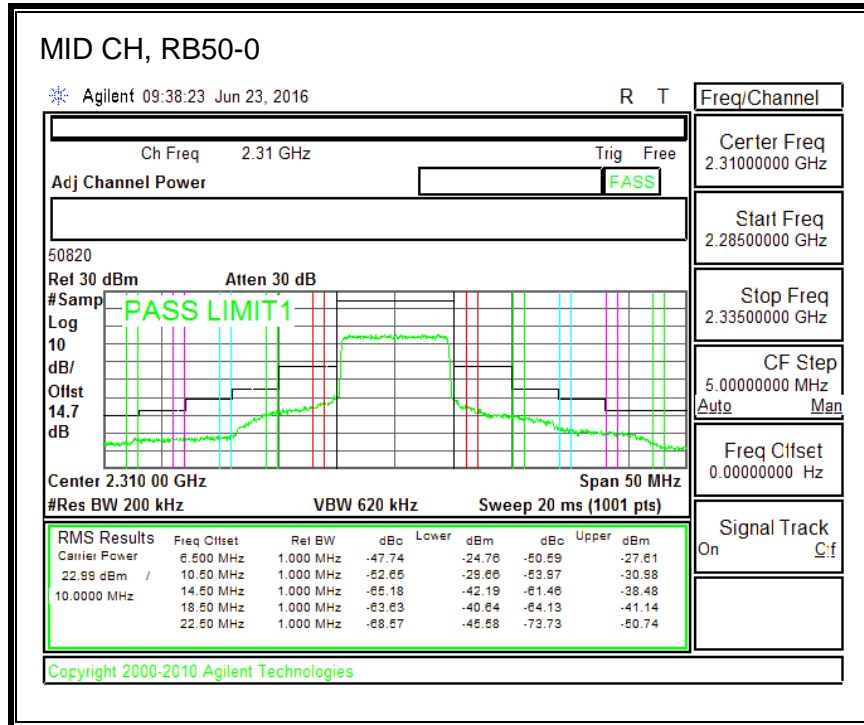 MID CH, RB50-0
Agilent 09:38:23 Jun 23, 2016 R T
Freq/Channel
Ch Freq 2.31 GHz Trig Free
Adj Channel Power PASS
Center Freq
2.31000000 GHz
Start Freq
2.28500000 GHz
Stop Freq
2.33500000 GHz
CF Step
5.00000000 MHz
Auto Man
Freq Offset
0.00000000 Hz
Signal Track
On Off
50820
Ref 30 dBm Atten 30 dB
#Samp
Log
10
dB/
Offst
14.7
dB
PASS LIMIT1
Center 2.310 00 GHz Span 50 MHz
#Res BW 200 kHz VBW 620 kHz Sweep 20 ms (1001 pts)
RMS Results Freq Offset Ref BW dBc Lower dBm dBc Upper dBm
Carrier Power 6.500 MHz 1.000 MHz -47.74 -24.76 -50.59 -27.61
22.99 dBm / 10.50 MHz 1.000 MHz -52.65 -29.66 -53.97 -30.98
10.0000 MHz 14.50 MHz 1.000 MHz -65.18 -42.19 -61.46 -38.48
18.50 MHz 1.000 MHz -63.63 -40.64 -64.13 -41.14
22.50 MHz 1.000 MHz -68.57 -45.58 -73.73 -50.74
Copyright 2000-2010 Agilent Technologies